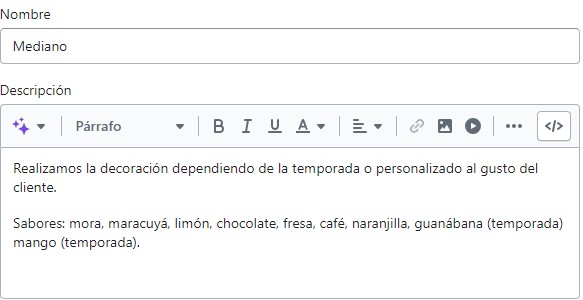 Nombre
Mediano
Descripción
Párrafo B I U A ... </>
Realizamos la decoración dependiendo de la temporada o personalizado al gusto del
cliente.
Sabores: mora, maracuyá, limón, chocolate, fresa, café, naranjilla, guanábana (temporada)
mango (temporada).